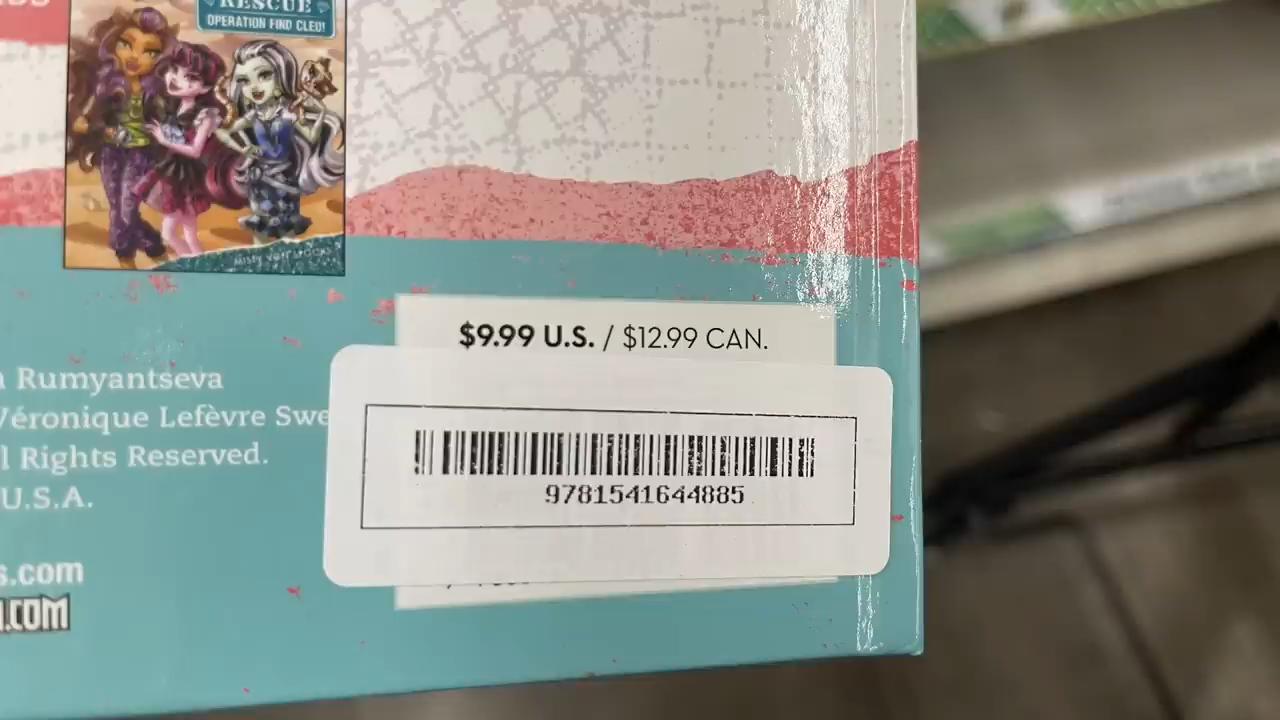 RESCUE
OPERATION FIND CLEO!
$9.99 U.S. / $12.99 CAN.
Rumyantseva
Véronique Lefèvre Swe
Rights Reserved.
U.S.A.
9781541644885
s.com
.com